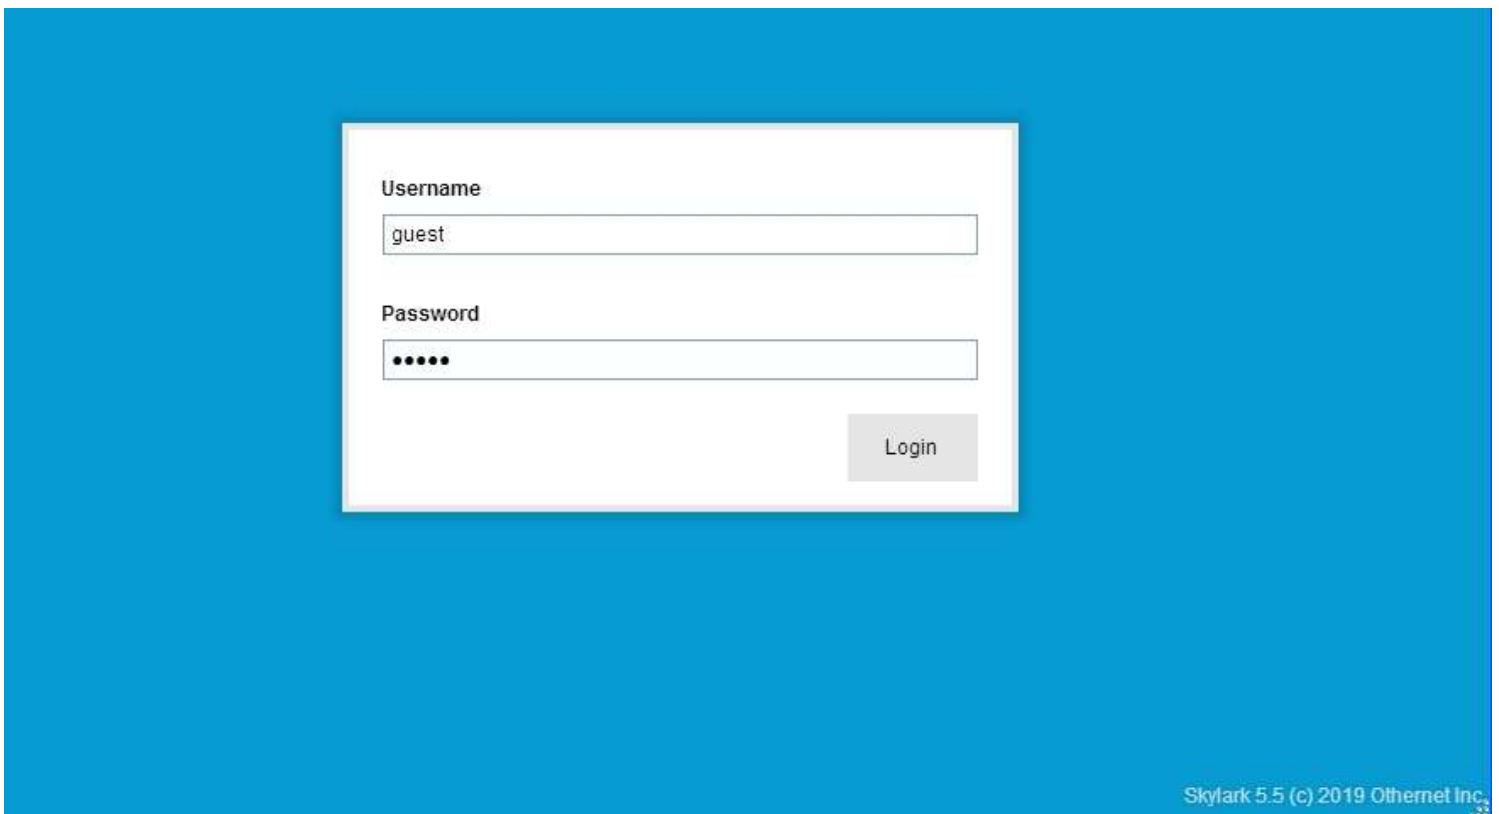 Username
guest
Password
•••••
Login
Skylark 5.5 (c) 2019 Othernet Inc.